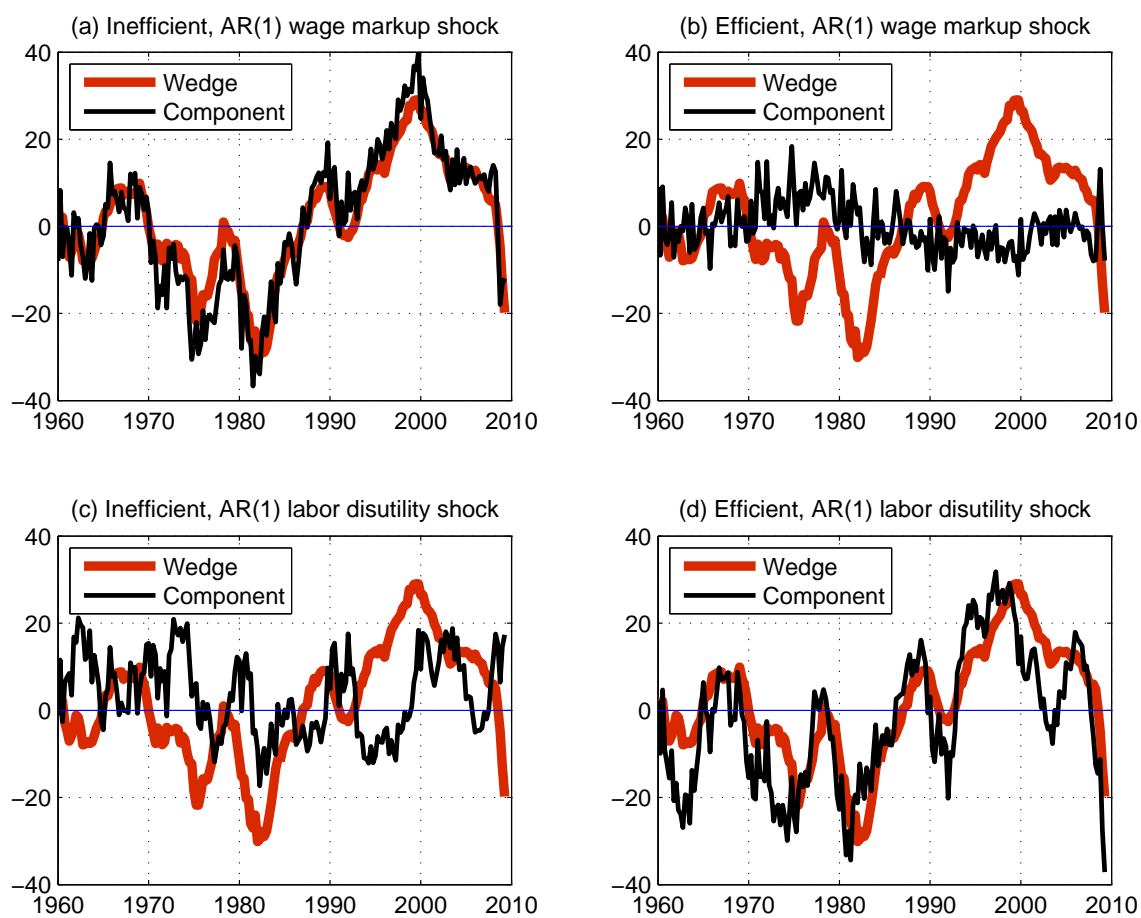 (a) Inefficient, AR(1) wage markup shock
40
20
0
−20
−40
Wedge
Component
1960 1970 1980 1990 2000 2010
(b) Efficient, AR(1) wage markup shock
40
20
0
−20
−40
Wedge
Component
1960 1970 1980 1990 2000 2010
(c) Inefficient, AR(1) labor disutility shock
40
20
0
−20
−40
Wedge
Component
1960 1970 1980 1990 2000 2010
(d) Efficient, AR(1) labor disutility shock
40
20
0
−20
−40
Wedge
Component
1960 1970 1980 1990 2000 2010